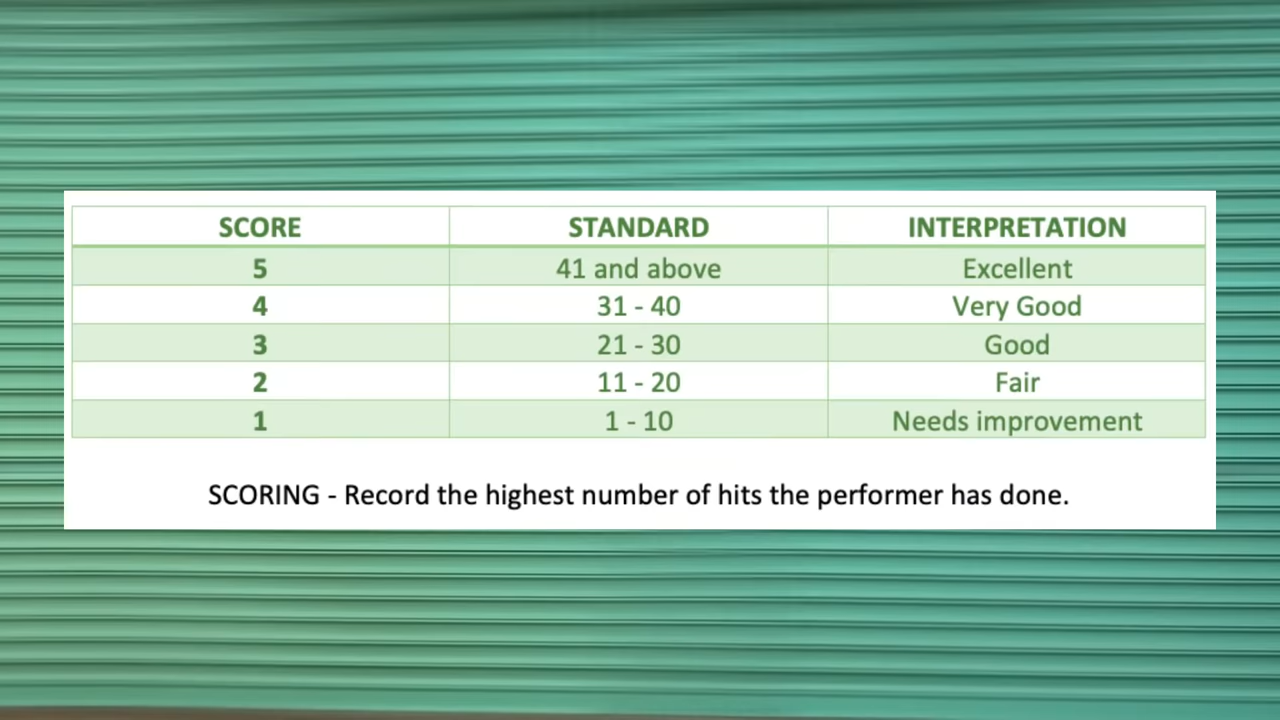 SCORE STANDARD INTERPRETATION
5 41 and above Excellent
4 31 - 40 Very Good
3 21 - 30 Good
2 11 - 20 Fair
1 1 - 10 Needs improvement
SCORING - Record the highest number of hits the performer has done.